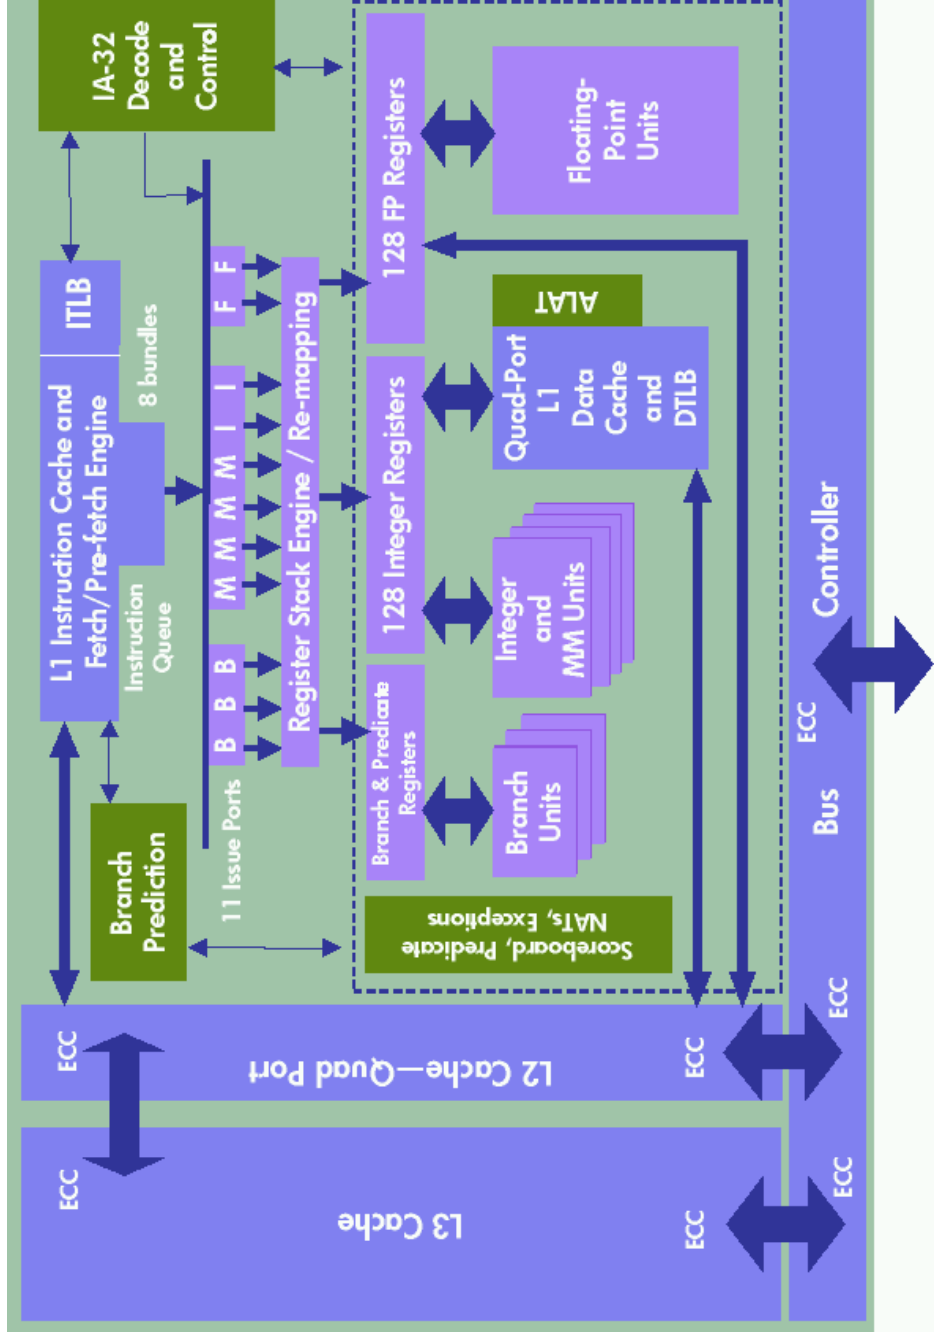 L1 Instruction Cache and
Fetch/Pre-fetch Engine
ITLB
IA-32
Decode
and
Control
Branch
Prediction
Instruction
Queue
8 bundles
11 Issue Ports
B B B M M M M I I F F
Register Stack Engine / Re-mapping
Branch & Predicate
Registers
128 Integer Registers
128 FP Registers
Scoreboard, Predicate
NATs, Exceptions
Branch
Units
Integer
and
MM Units
Quad-Port
L1
Data
Cache
and
DTLB
ALAT
Floating-
Point
Units
L2 Cache—Quad Port
ECC
ECC
L3 Cache
ECC
ECC
Bus Controller
ECC
ECC
ECC